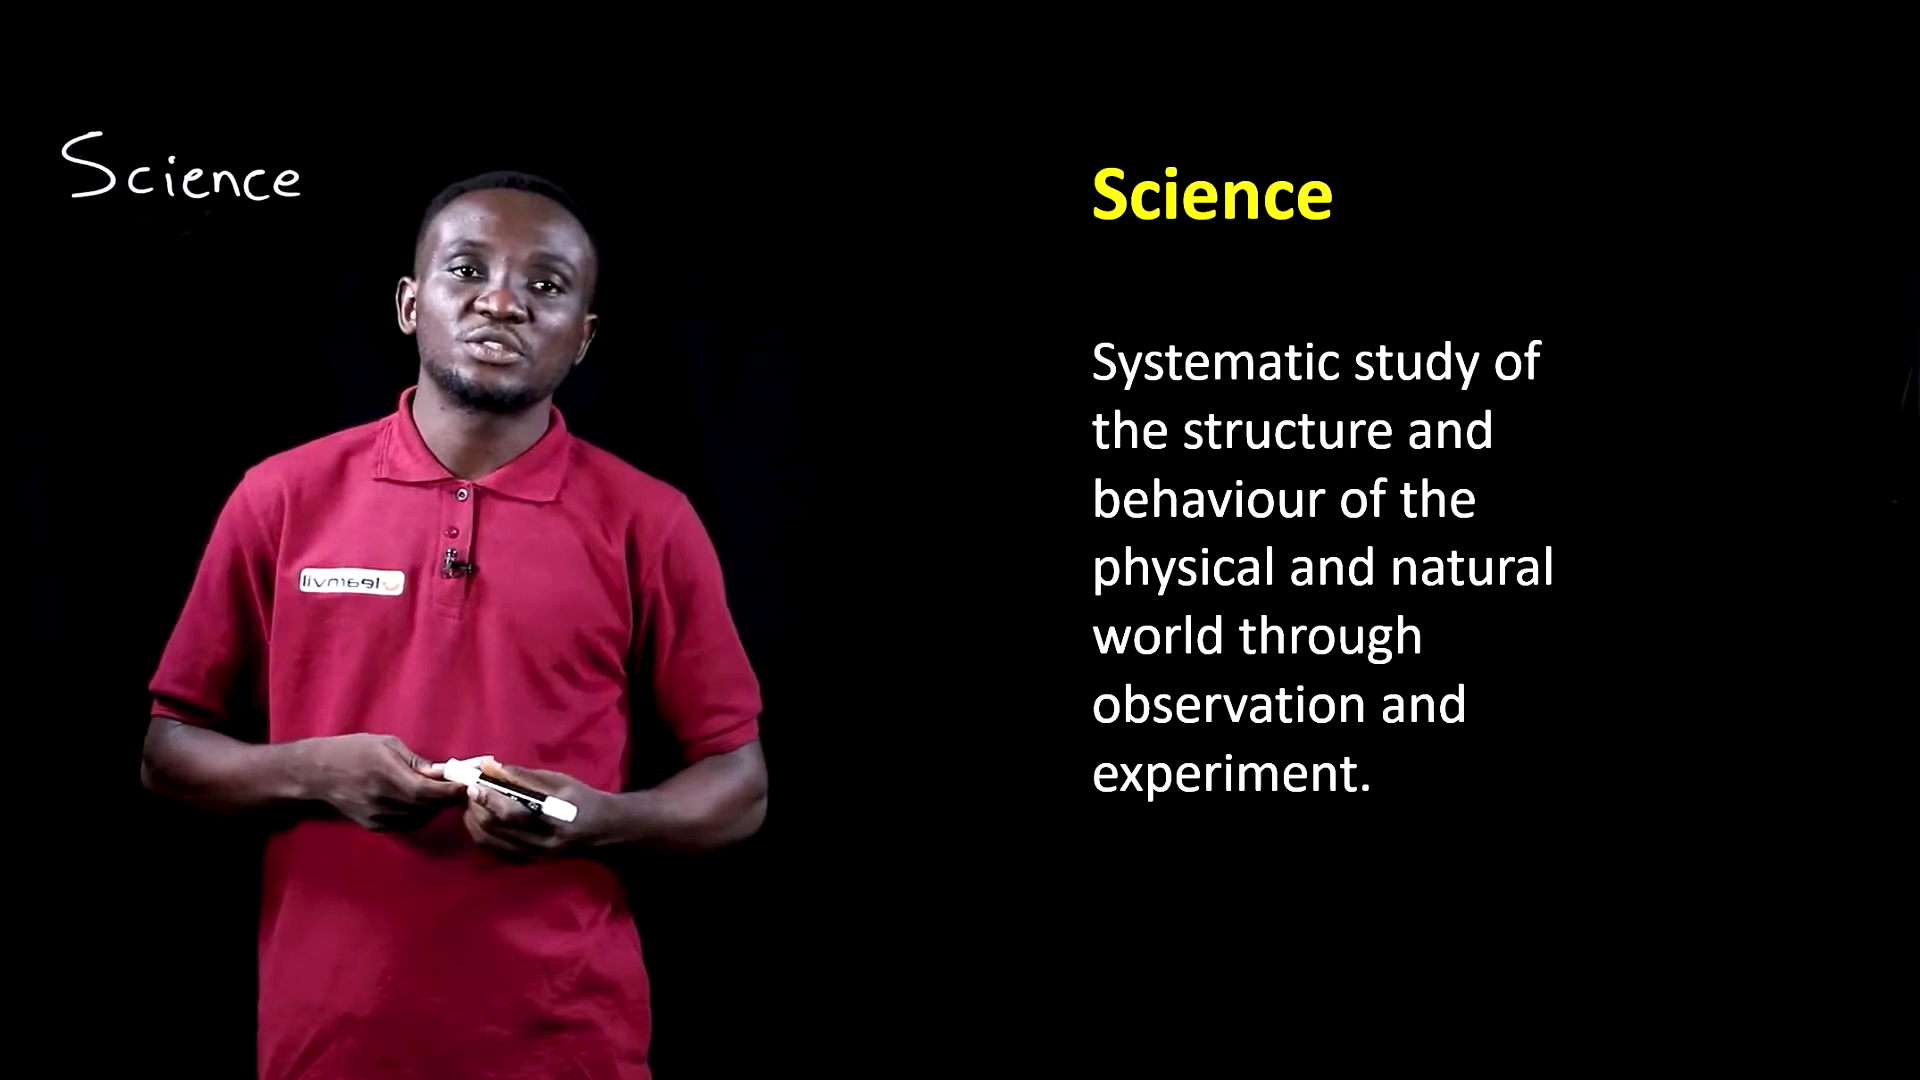 Science
Science
Systematic study of
the structure and
behaviour of the
physical and natural
world through
observation and
experiment.